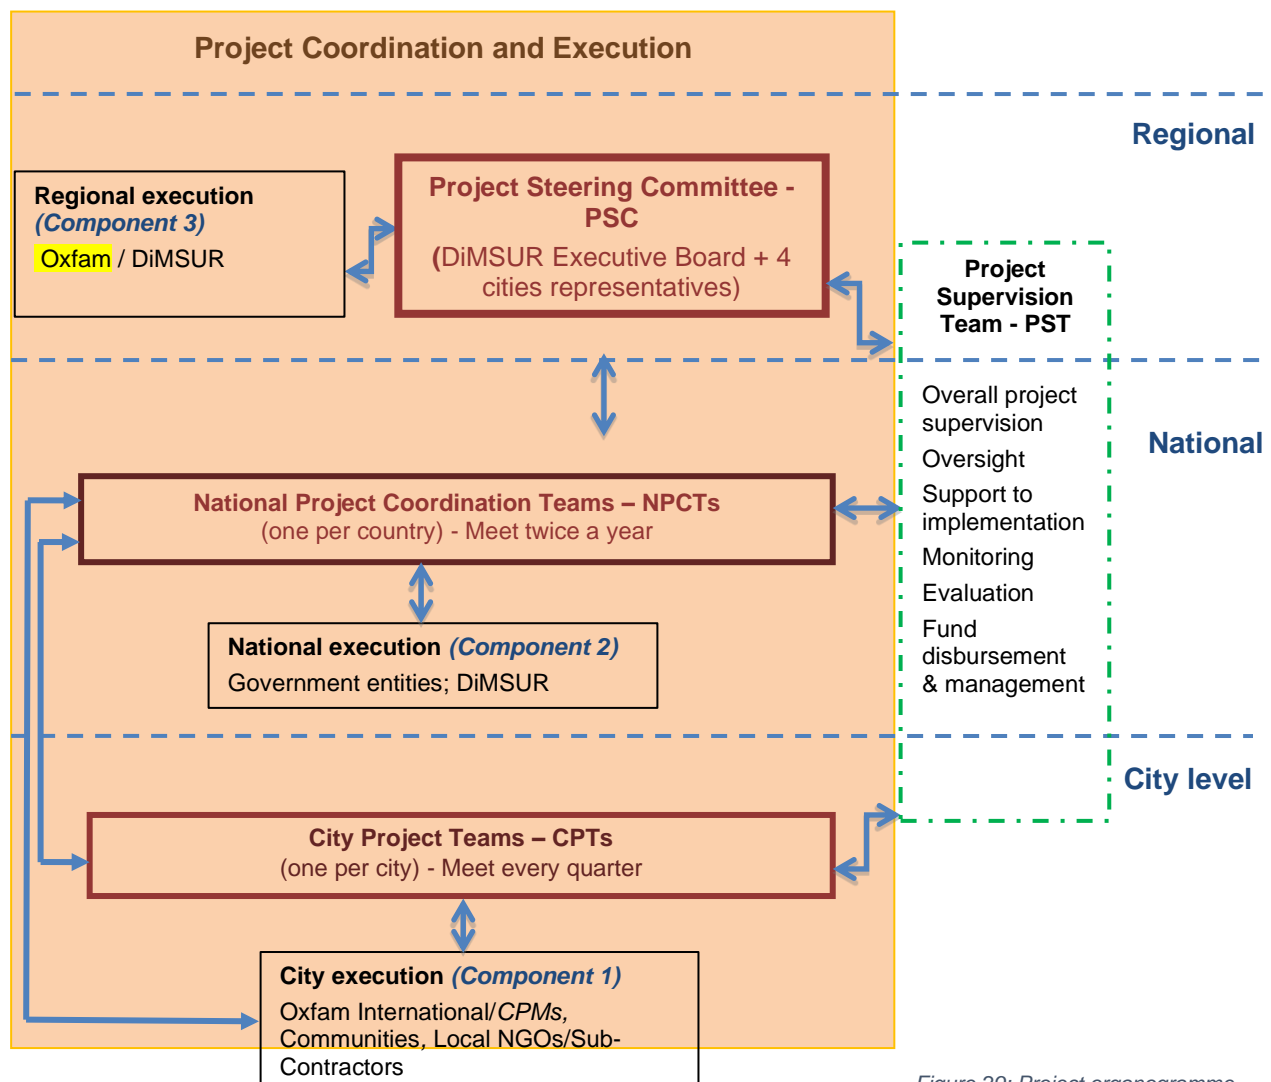 Project Coordination and Execution
Regional
Regional execution
(Component 3)
Oxfam / DiMSUR
Project Steering Committee -
PSC
(DiMSUR Executive Board + 4
cities representatives)
Project
Supervision
Team - PST
Overall project
supervision
Oversight
Support to
implementation
Monitoring
Evaluation
Fund
disbursement
& management
National
National Project Coordination Teams – NPCTs
(one per country) - Meet twice a year
National execution (Component 2)
Government entities; DiMSUR
City level
City Project Teams – CPTs
(one per city) - Meet every quarter
City execution (Component 1)
Oxfam International/CPMs,
Communities, Local NGOs/Sub-
Contractors
Project organogramme